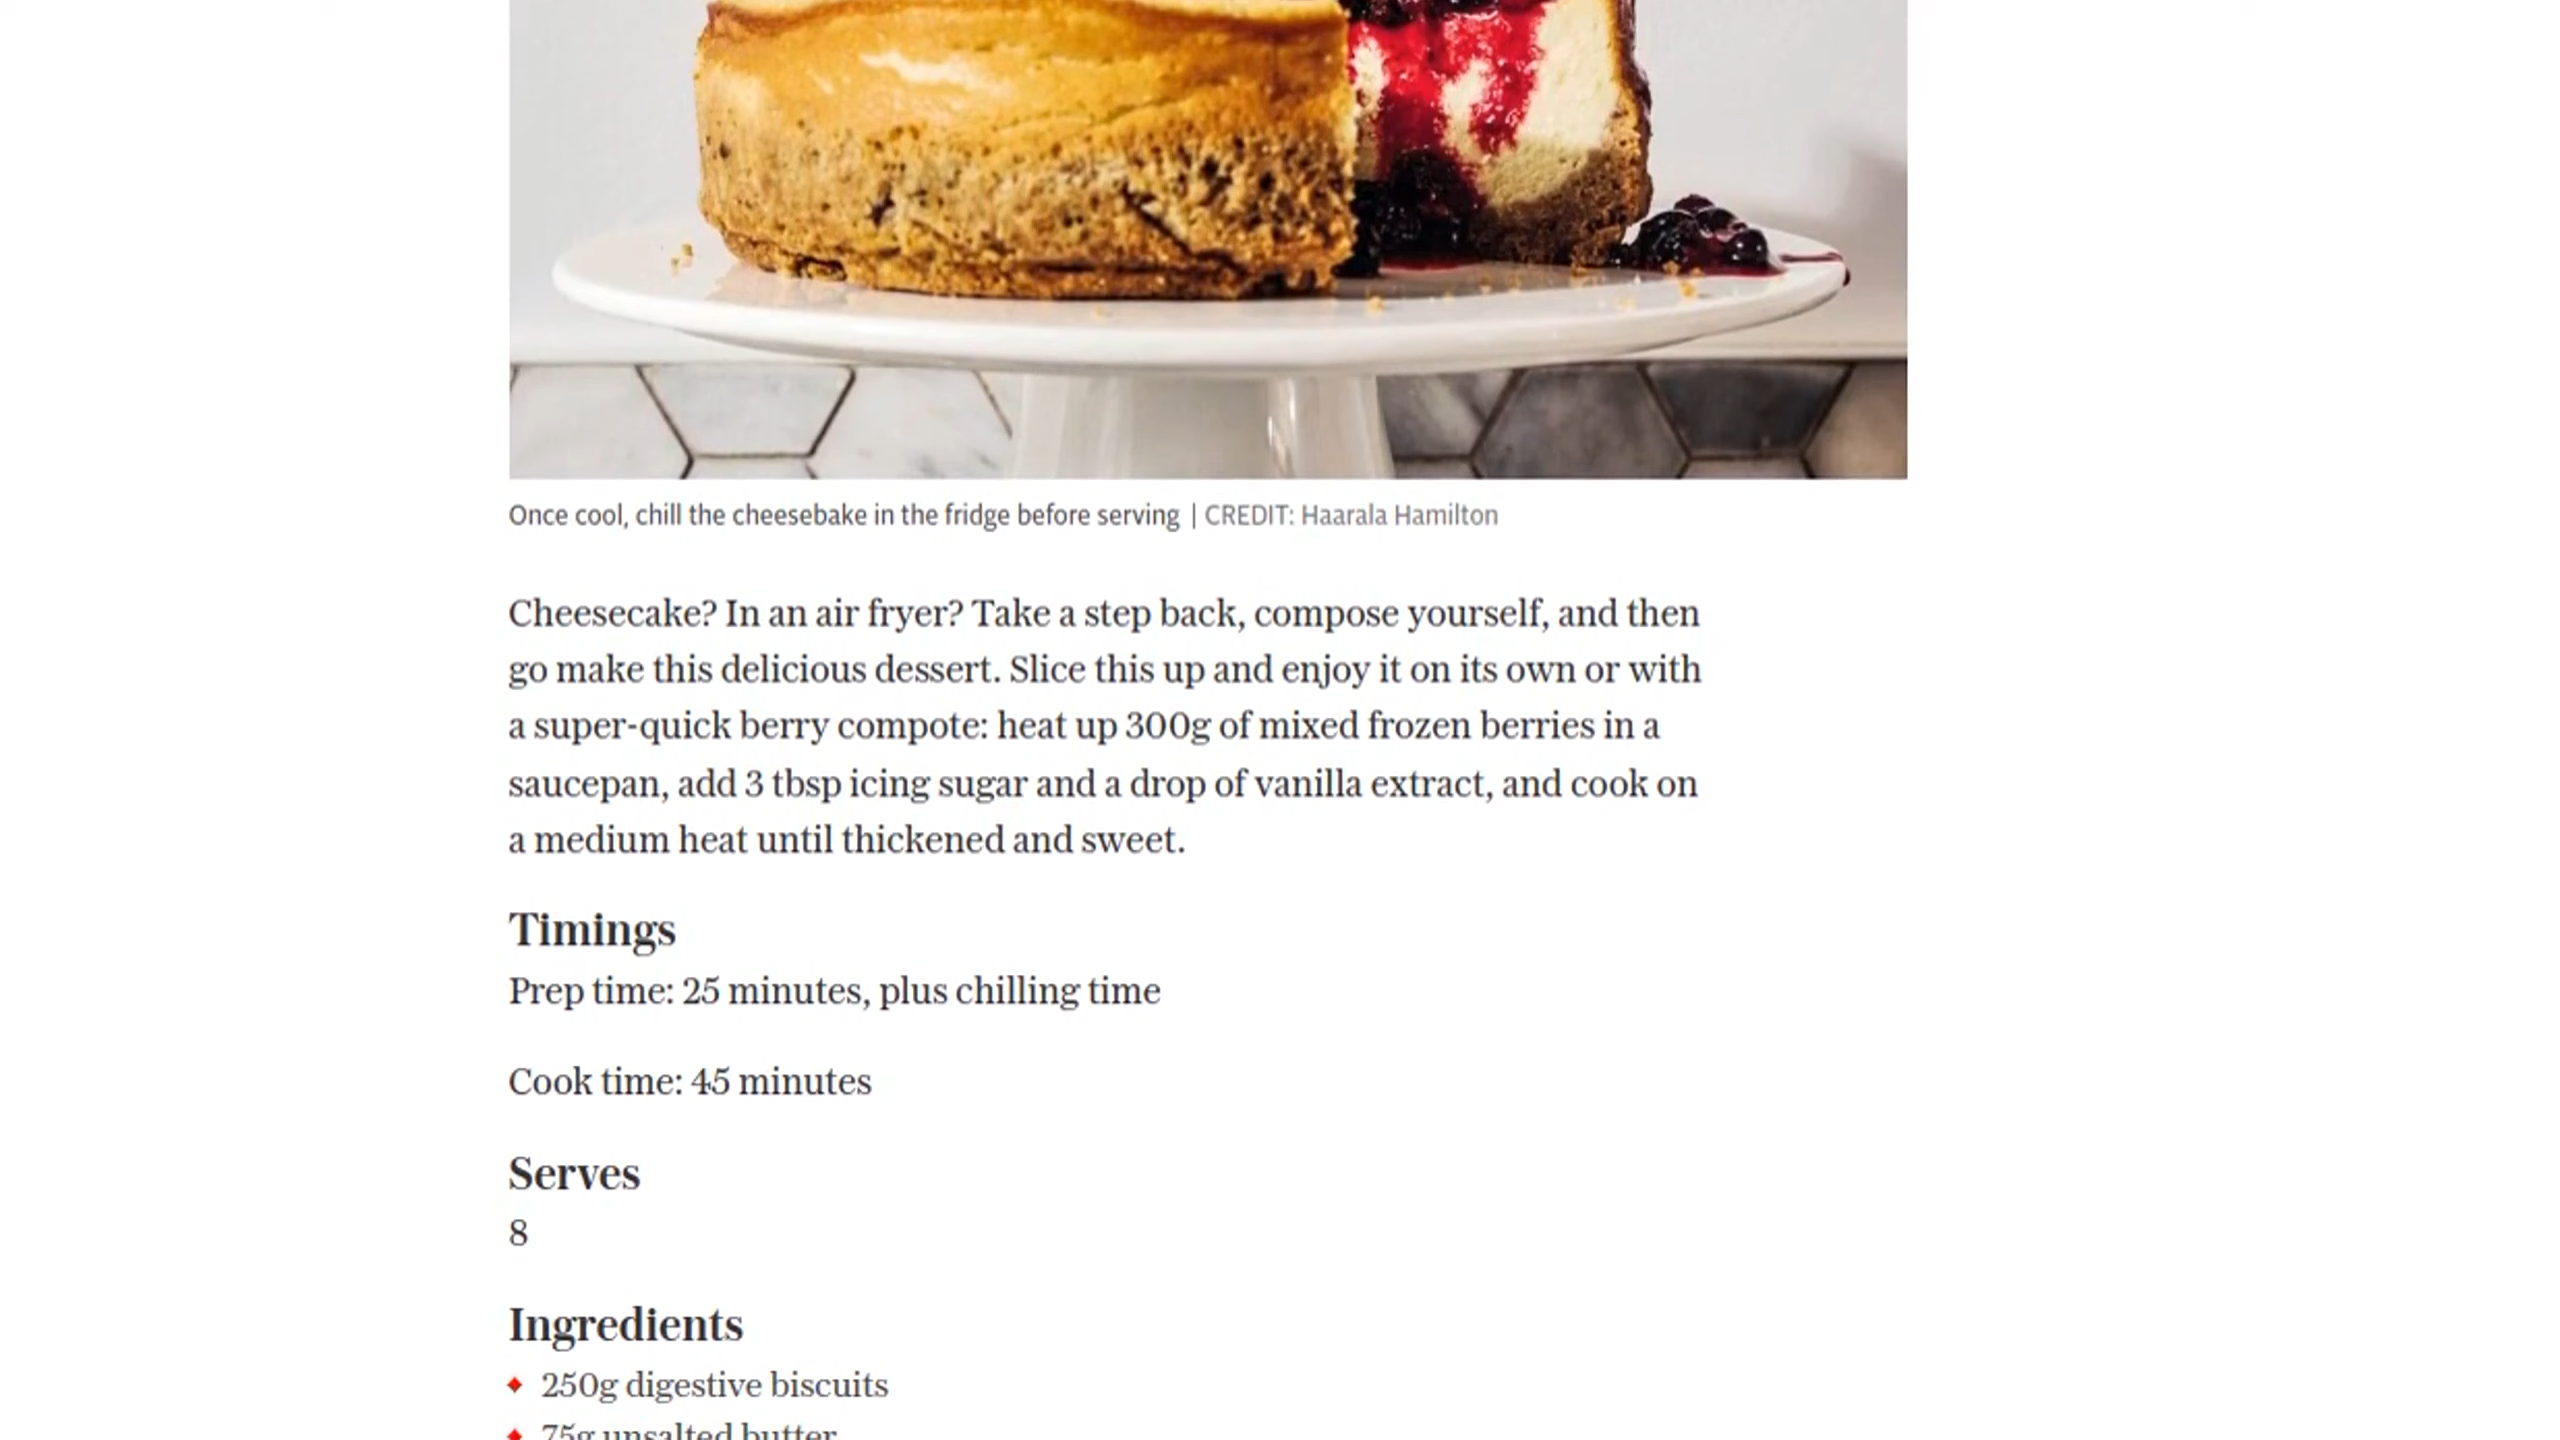 Once cool, chill the cheesebake in the fridge before serving | CREDIT: Haarala Hamilton
Cheesecake? In an air fryer? Take a step back, compose yourself, and then
go make this delicious dessert. Slice this up and enjoy it on its own or with
a super-quick berry compote: heat up 300g of mixed frozen berries in a
saucepan, add 3 tbsp icing sugar and a drop of vanilla extract, and cook on
a medium heat until thickened and sweet.
Timings
Prep time: 25 minutes, plus chilling time
Cook time: 45 minutes
Serves
8
Ingredients
250g digestive biscuits
75g unsalted butter